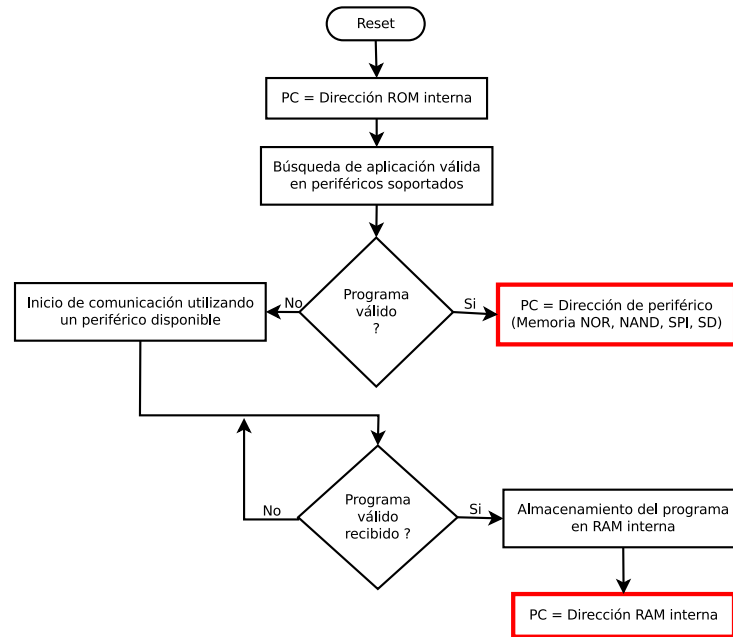 Reset
PC = Dirección ROM interna
Búsqueda de aplicación válida
en periféricos soportados
Programa
válido
?
No
Si
Inicio de comunicación utilizando
un periférico disponible
PC = Dirección de periférico
(Memoria NOR, NAND, SPI, SD)
Programa
válido
recibido ?
No
Si
Almacenamiento del programa
en RAM interna
PC = Dirección RAM interna